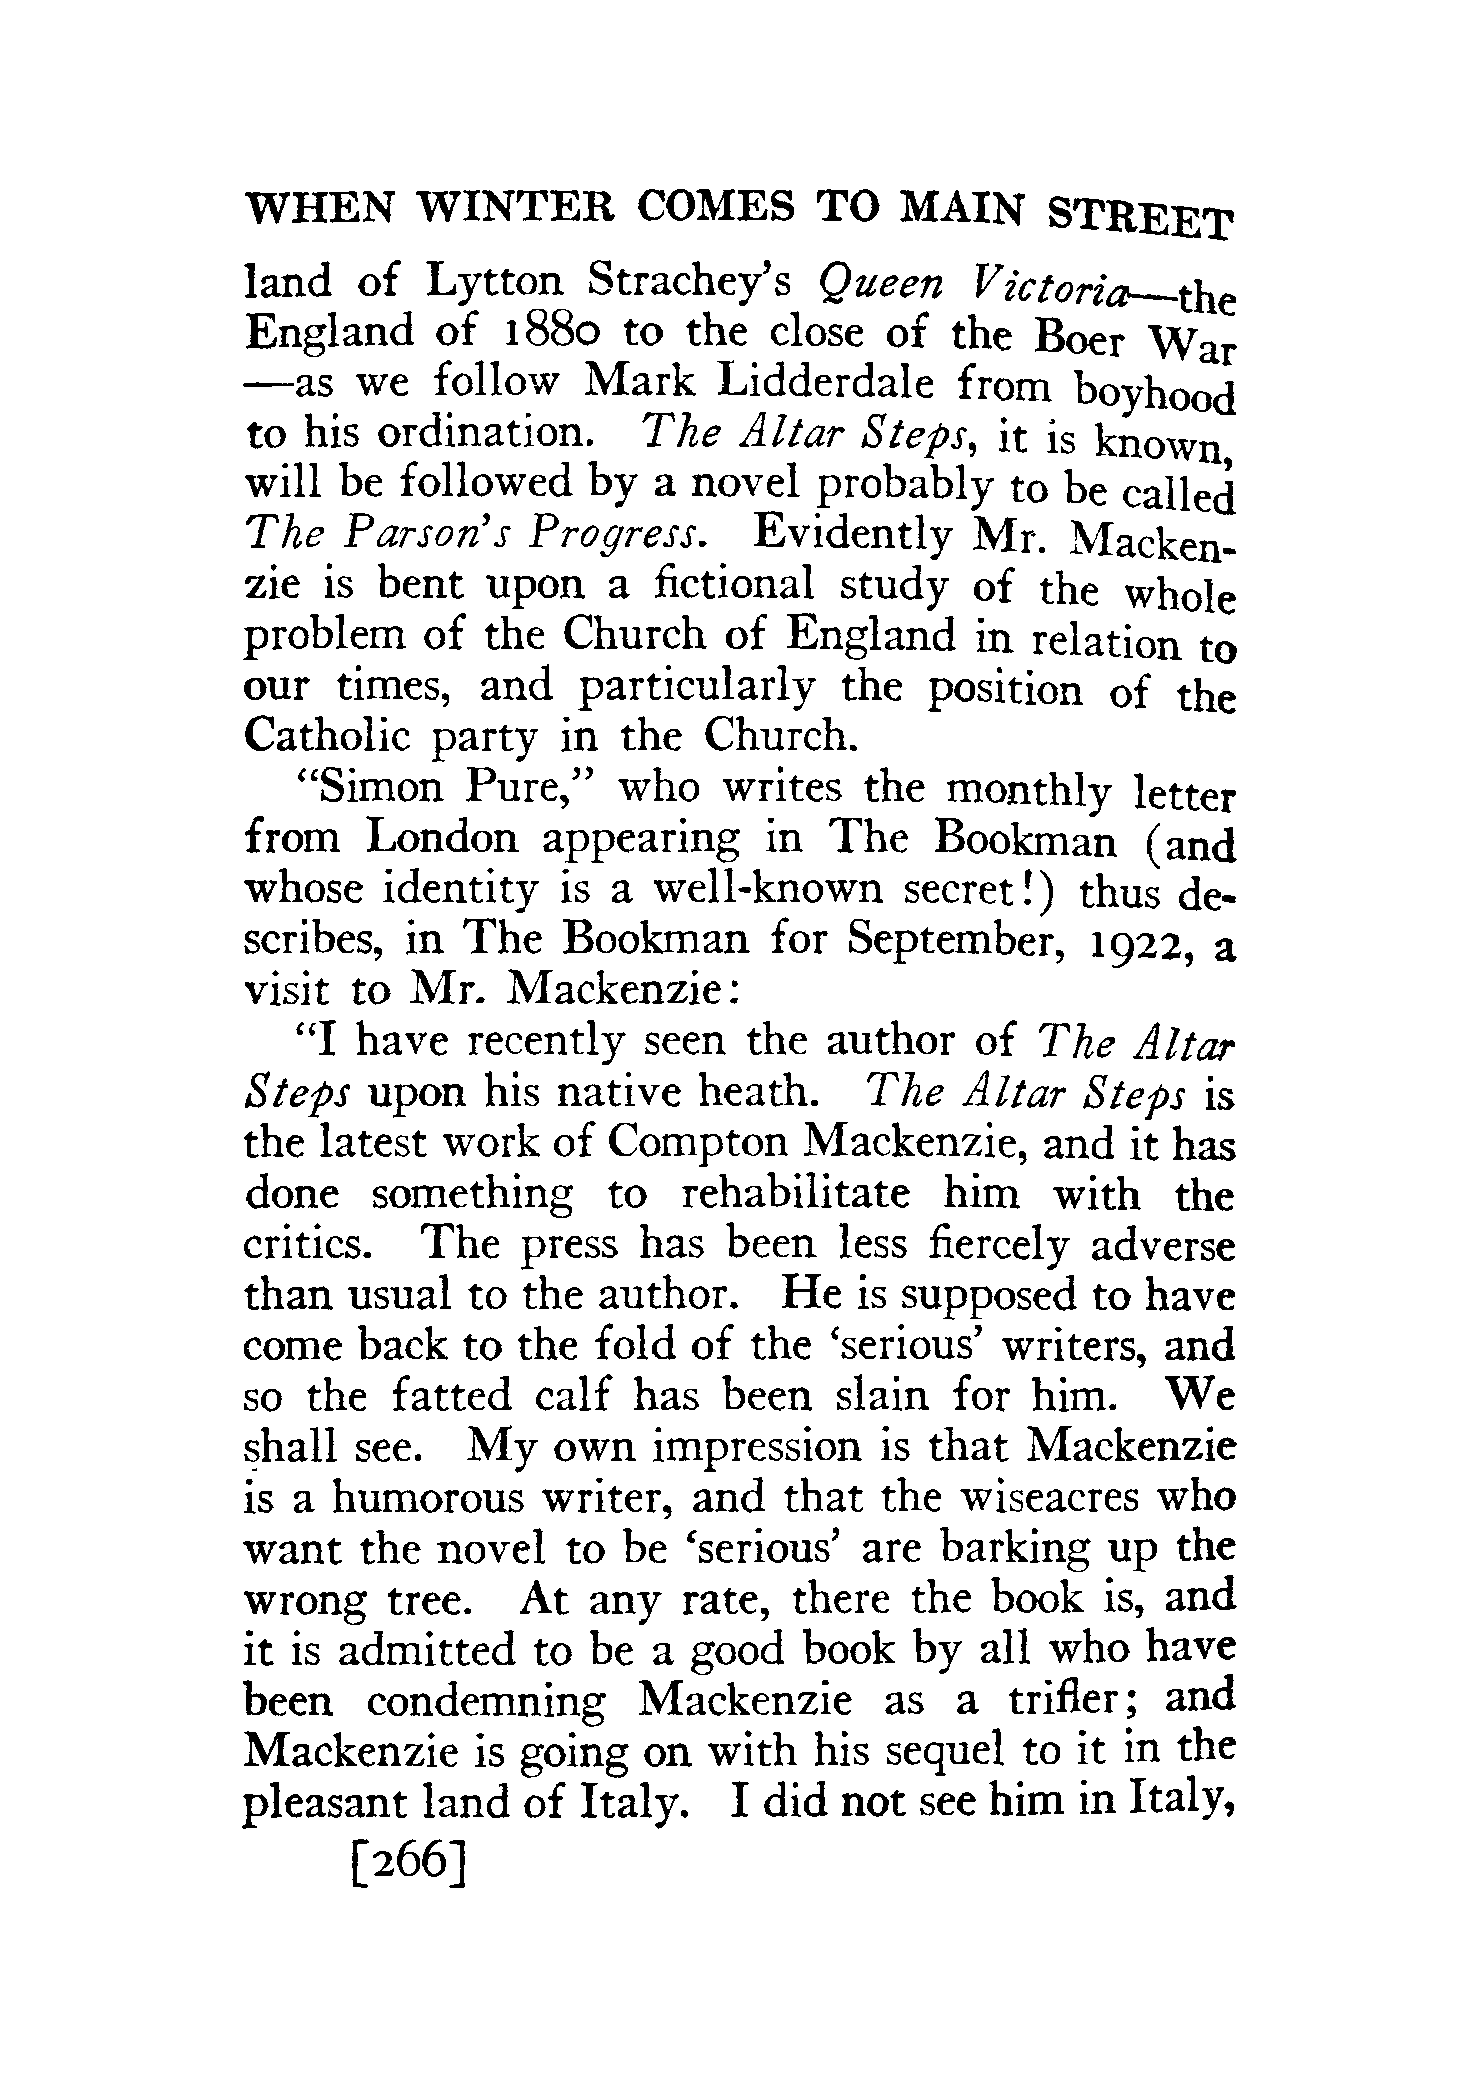 WHEN WINTER COMES TO MAIN STREET
land of Lytton Strachey's Queen Victoria—the
England of 1880 to the close of the Boer War
—as we follow Mark Lidderdale from boyhood
to his ordination. The Altar Steps, it is known,
will be followed by a novel probably to be called
The Parson's Progress. Evidently Mr. Macken-
zie is bent upon a fictional study of the whole
problem of the Church of England in relation to
our times, and particularly the position of the
Catholic party in the Church.
“Simon Pure,” who writes the monthly letter
from London appearing in The Bookman (and
whose identity is a well-known secret!) thus de-
scribes, in The Bookman for September, 1922, a
visit to Mr. Mackenzie:
“I have recently seen the author of The Altar
Steps upon his native heath. The Altar Steps is
the latest work of Compton Mackenzie, and it has
done something to rehabilitate him with the
critics. The press has been less fiercely adverse
than usual to the author. He is supposed to have
come back to the fold of the ‘serious’ writers, and
so the fatted calf has been slain for him. We
shall see. My own impression is that Mackenzie
is a humorous writer, and that the wiseacres who
want the novel to be ‘serious’ are barking up the
wrong tree. At any rate, there the book is, and
it is admitted to be a good book by all who have
been condemning Mackenzie as a trifler; and
Mackenzie is going on with his sequel to it in the
pleasant land of Italy. I did not see him in Italy,
[266]